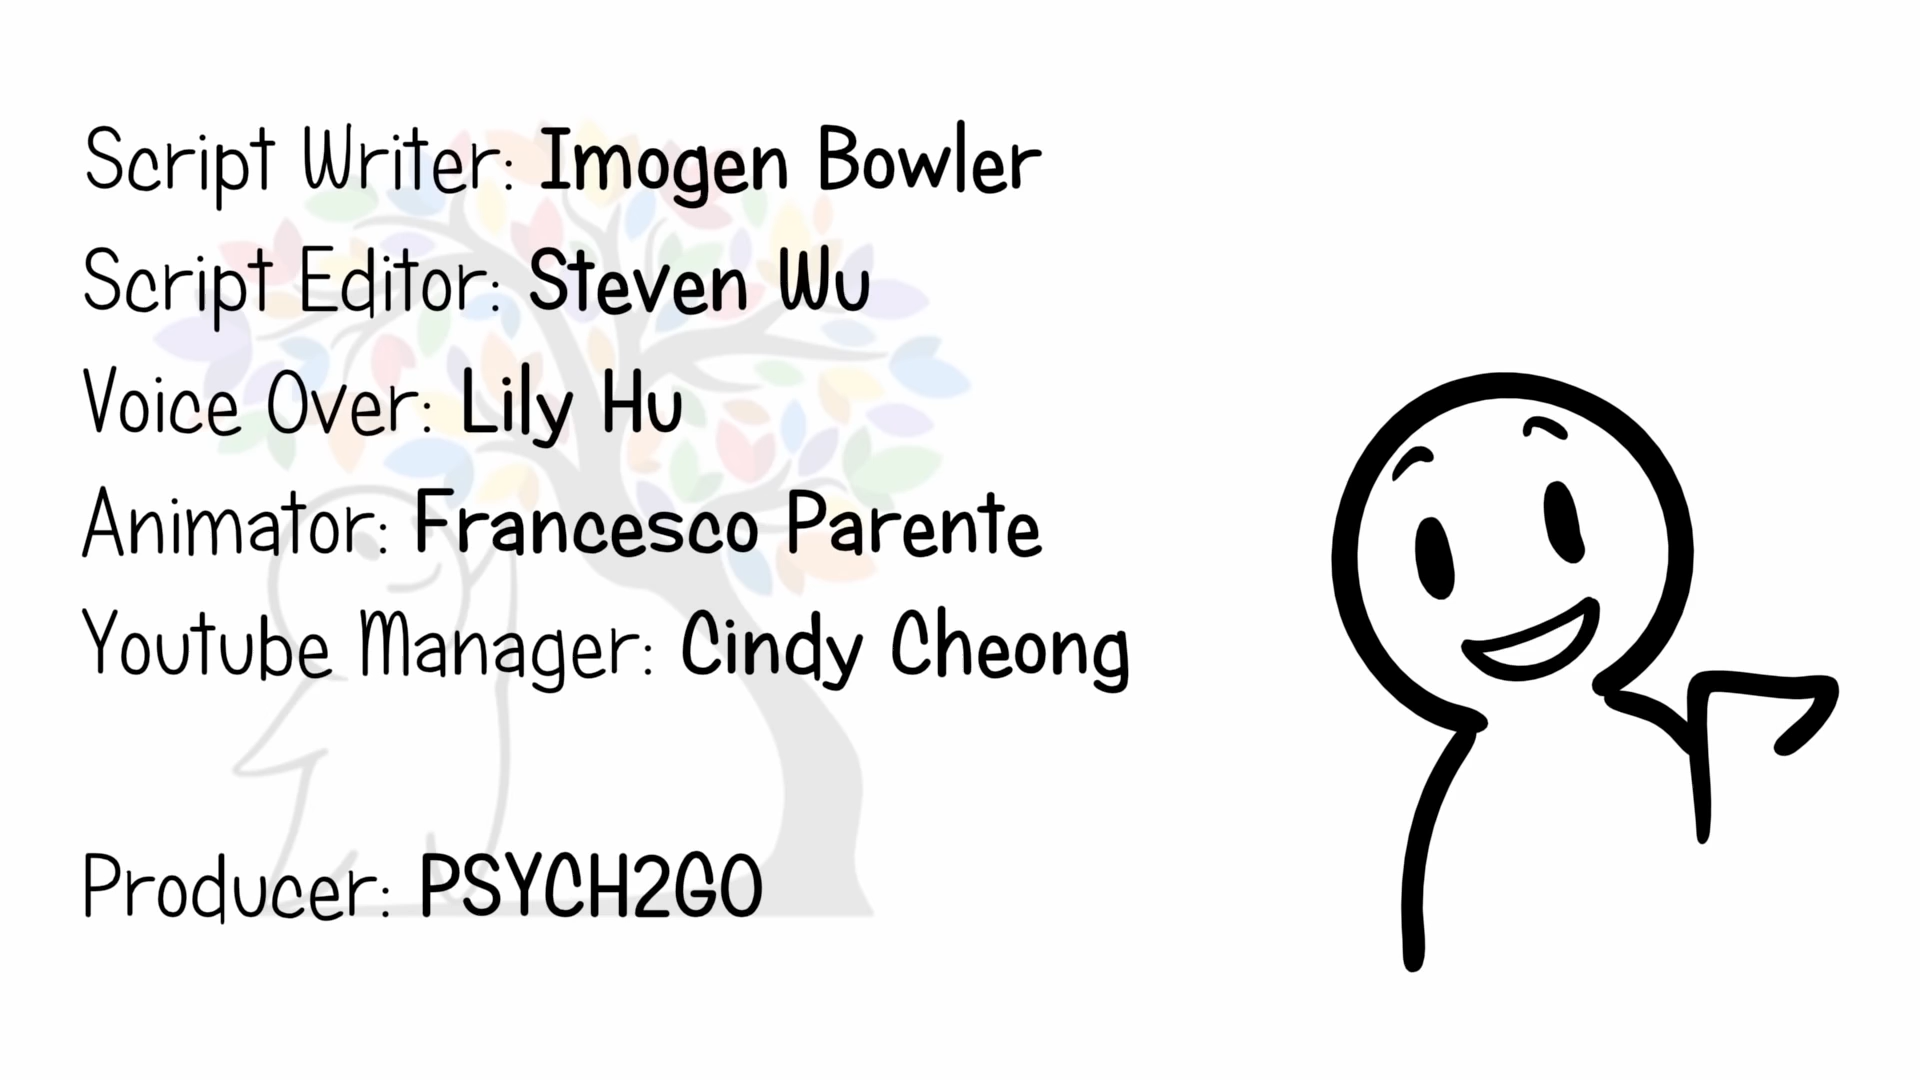 Script Writer: Imogen Bowler
Script Editor: Steven Wu
Voice Over: Lily Hu
Animator: Francesco Parente
Youtube Manager: Cindy Cheong
Producer: PSYCH2GO